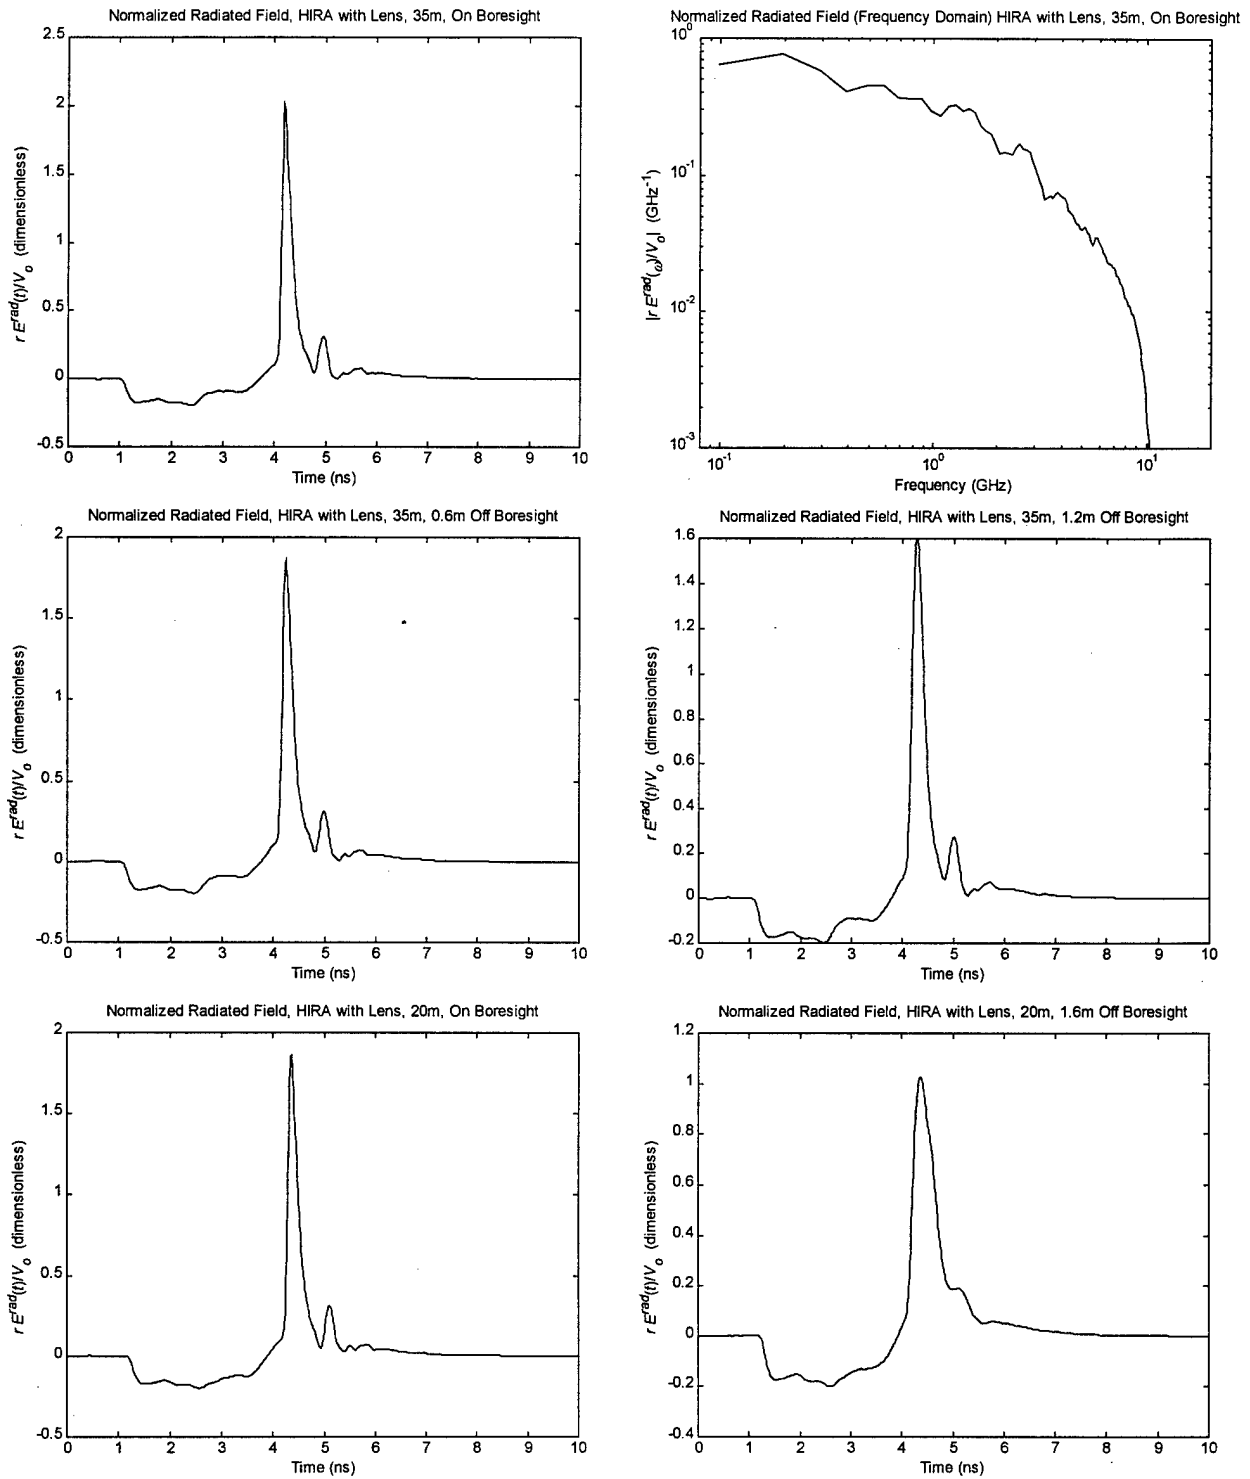 Normalized Radiated Field, HIRA with Lens, 35m, On Boresight
2.5
2
1.5
1
0.5
0
-0.5
r E^rad(t)/V_o (dimensionless)
0 1 2 3 4 5 6 7 8 9 10
Time (ns)
Normalized Radiated Field (Frequency Domain) HIRA with Lens, 35m, On Boresight
10^0
10^-1
10^-2
10^-3
|r E^rad(ω)/V_o| (GHz^-1)
10^-1 10^0 10^1
Frequency (GHz)
Normalized Radiated Field, HIRA with Lens, 35m, 0.6m Off Boresight
2
1.5
1
0.5
0
-0.5
r E^rad(t)/V_o (dimensionless)
0 1 2 3 4 5 6 7 8 9 10
Time (ns)
Normalized Radiated Field, HIRA with Lens, 35m, 1.2m Off Boresight
1.6
1.4
1.2
1
0.8
0.6
0.4
0.2
0
-0.2
r E^rad(t)/V_o (dimensionless)
0 1 2 3 4 5 6 7 8 9 10
Time (ns)
Normalized Radiated Field, HIRA with Lens, 20m, On Boresight
2
1.5
1
0.5
0
-0.5
r E^rad(t)/V_o (dimensionless)
0 1 2 3 4 5 6 7 8 9 10
Time (ns)
Normalized Radiated Field, HIRA with Lens, 20m, 1.6m Off Boresight
1.2
1
0.8
0.6
0.4
0.2
0
-0.2
-0.4
r E^rad(t)/V_o (dimensionless)
0 1 2 3 4 5 6 7 8 9 10
Time (ns)